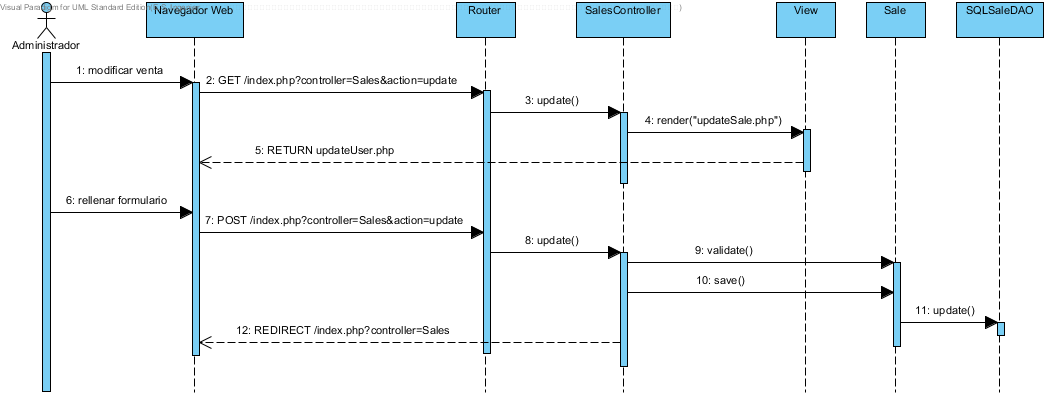 Visual Paradigm for UML Standard Edition
Navegador Web
Router
SalesController
View
Sale
SQLSaleDAO
Administrador
1: modificar venta
2: GET /index.php?controller=Sales&action=update
3: update()
4: render("updateSale.php")
5: RETURN updateUser.php
6: rellenar formulario
7: POST /index.php?controller=Sales&action=update
8: update()
9: validate()
10: save()
11: update()
12: REDIRECT /index.php?controller=Sales